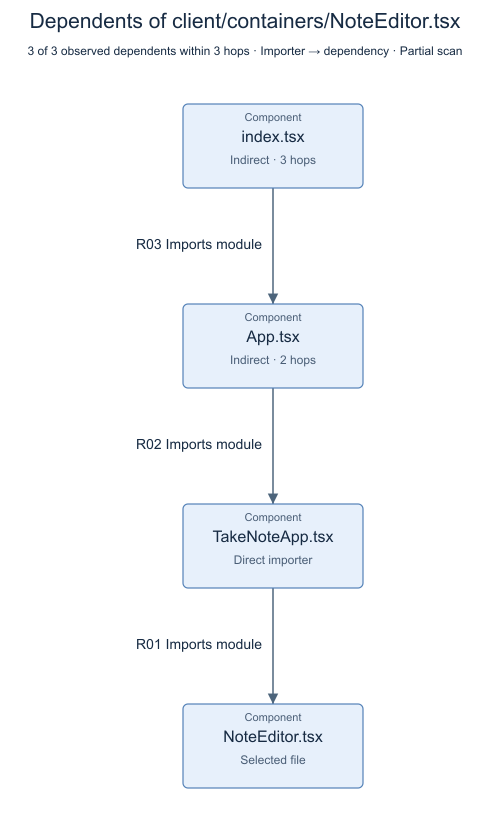 Dependents of client/containers/NoteEditor.tsx
3 of 3 observed dependents within 3 hops · Importer → dependency · Partial scan
Component
index.tsx
Indirect · 3 hops
R03 Imports module
Component
App.tsx
Indirect · 2 hops
R02 Imports module
Component
TakeNoteApp.tsx
Direct importer
R01 Imports module
Component
NoteEditor.tsx
Selected file